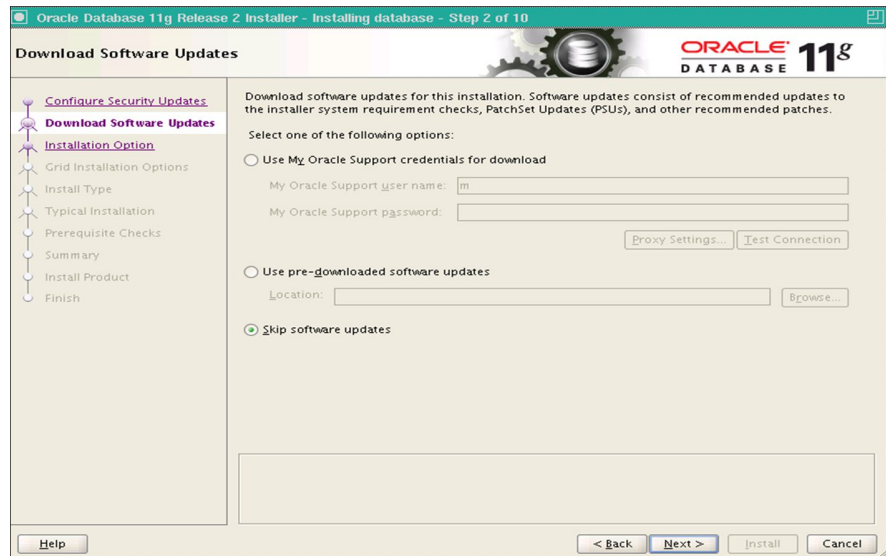 Oracle Database 11g Release 2 Installer - Installing database - Step 2 of 10
Download Software Updates
ORACLE
DATABASE
11g
Configure Security Updates
Download Software Updates
Installation Option
Grid Installation Options
Install Type
Typical Installation
Prerequisite Checks
Summary
Install Product
Finish
Download software updates for this installation. Software updates consist of recommended updates to
the installer system requirement checks, PatchSet Updates (PSUs), and other recommended patches.
Select one of the following options:
Use My Oracle Support credentials for download
My Oracle Support user name: m
My Oracle Support password:
Proxy Settings... Test Connection
Use pre-downloaded software updates
Location: Browse...
Skip software updates
Help < Back Next > Install Cancel